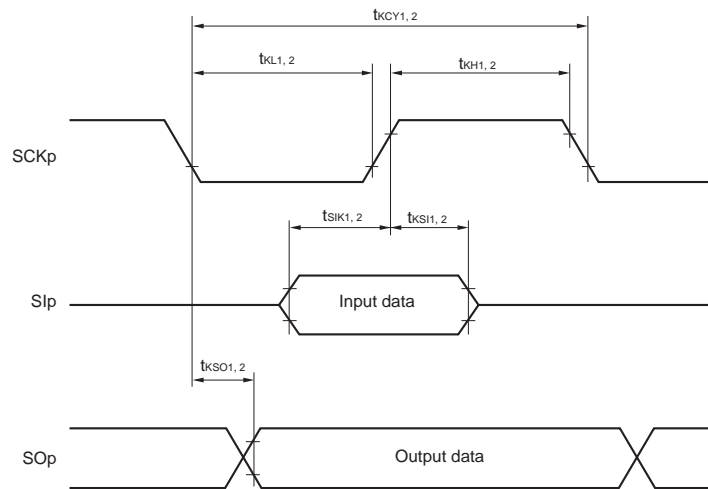 tKCY1, 2
tKL1, 2
tKH1, 2
SCKp
tSIK1, 2
tKSI1, 2
SIp
Input data
tKSO1, 2
SOp
Output data